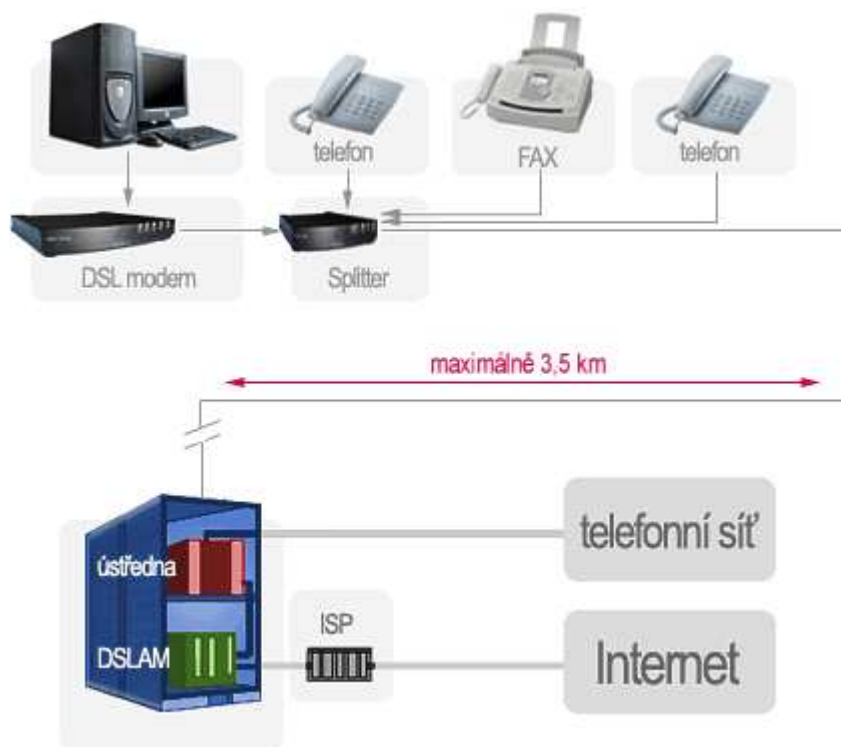 telefon
FAX
telefon
DSL modem
Splitter
maximálně 3,5 km
telefonní síť
ústředna
ISP
DSLAM
Internet